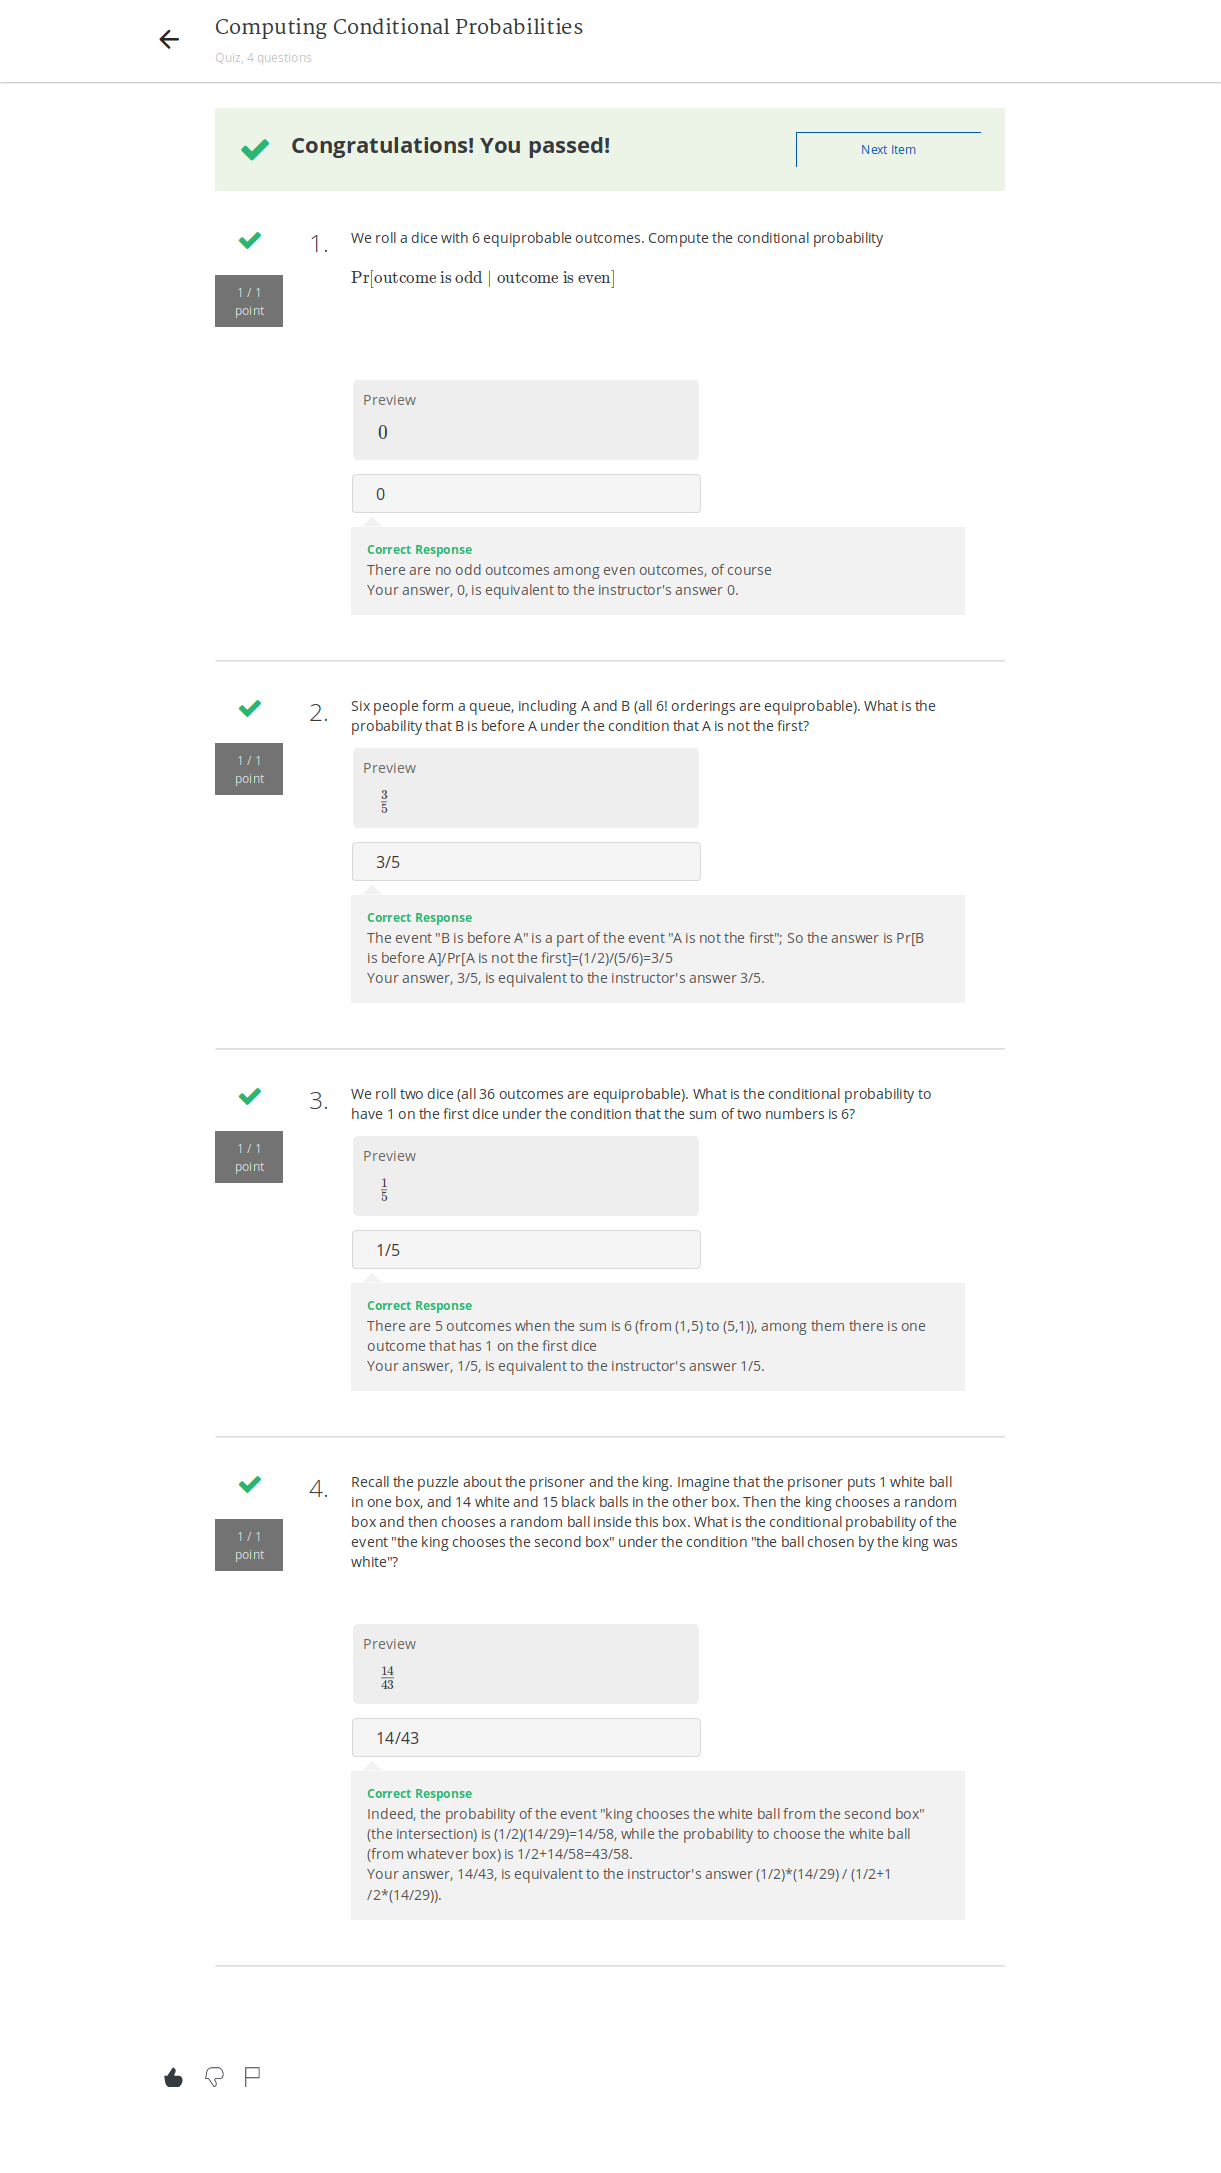 Computing Conditional Probabilities
Quiz, 4 questions
Congratulations! You passed!
Next Item
1 / 1
point
1.
We roll a dice with 6 equiprobable outcomes. Compute the conditional probability
Pr[outcome is odd | outcome is even]
Preview
0
0
Correct Response
There are no odd outcomes among even outcomes, of course
Your answer, 0, is equivalent to the instructor's answer 0.
1 / 1
point
2.
Six people form a queue, including A and B (all 6! orderings are equiprobable). What is the
probability that B is before A under the condition that A is not the first?
Preview
3/5
3/5
Correct Response
The event "B is before A" is a part of the event "A is not the first"; So the answer is Pr[B
is before A]/Pr[A is not the first]=(1/2)/(5/6)=3/5
Your answer, 3/5, is equivalent to the instructor's answer 3/5.
1 / 1
point
3.
We roll two dice (all 36 outcomes are equiprobable). What is the conditional probability to
have 1 on the first dice under the condition that the sum of two numbers is 6?
Preview
1/5
1/5
Correct Response
There are 5 outcomes when the sum is 6 (from (1,5) to (5,1)), among them there is one
outcome that has 1 on the first dice
Your answer, 1/5, is equivalent to the instructor's answer 1/5.
1 / 1
point
4.
Recall the puzzle about the prisoner and the king. Imagine that the prisoner puts 1 white ball
in one box, and 14 white and 15 black balls in the other box. Then the king chooses a random
box and then chooses a random ball inside this box. What is the conditional probability of the
event "the king chooses the second box" under the condition "the ball chosen by the king was
white"?
Preview
14/43
14/43
Correct Response
Indeed, the probability of the event "king chooses the white ball from the second box"
(the intersection) is (1/2)(14/29)=14/58, while the probability to choose the white ball
(from whatever box) is 1/2+14/58=43/58.
Your answer, 14/43, is equivalent to the instructor's answer (1/2)*(14/29) / (1/2+1
/2*(14/29)).